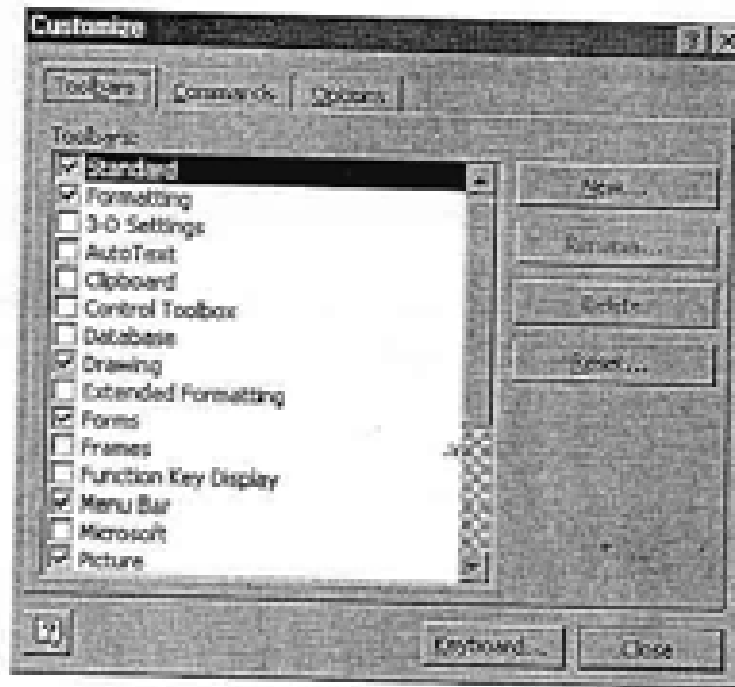 Customize
Toolbars Commands Options
Toolbars:
Standard
Formatting
3-D Settings
AutoText
Clipboard
Control Toolbox
Database
Drawing
Extended Formatting
Forms
Frames
Function Key Display
Menu Bar
Microsoft
Picture
New...
Rename...
Delete
Reset...
Keyboard...
Close